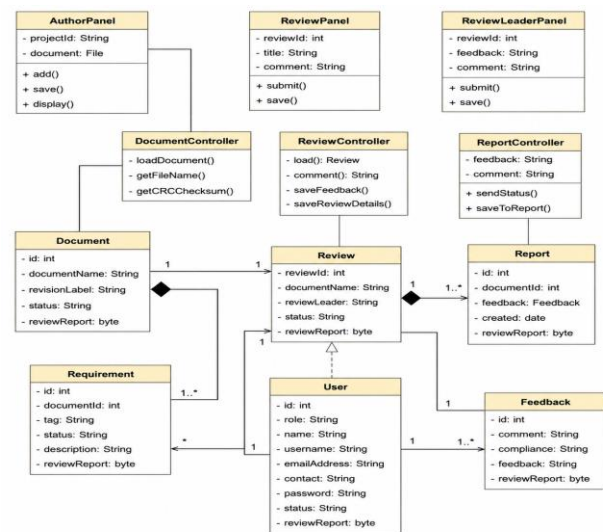 AuthorPanel
- projectId: String
- document: File
+ add()
+ save()
+ display()
ReviewPanel
- reviewId: int
- title: String
- comment: String
+ submit()
+ save()
ReviewLeaderPanel
- reviewId: int
- feedback: String
- comment: String
+ submit()
+ save()
DocumentController
- loadDocument()
- getFileName()
- getCRCChecksum()
ReviewController
- load(): Review
- comment(): String
- saveFeedback()
- saveReviewDetails()
ReportController
- feedback: String
- comment: String
+ sendStatus()
+ saveToReport()
Document
- id: int
- documentName: String
- revisionLabel: String
- status: String
- reviewReport: byte
1
1
Review
- reviewId: int
- documentName: String
- reviewLeader: String
- status: String
- reviewReport: byte
1
1..*
Report
- id: int
- documentId: int
- feedback: Feedback
- created: date
- reviewReport: byte
1
1..*
Requirement
- id: int
- documentId: int
- tag: String
- status: String
- description: String
- reviewReport: byte
*
1
User
- id: int
- role: String
- name: String
- username: String
- emailAddress: String
- contact: String
- password: String
- status: String
- reviewReport: byte
1
1..*
1
Feedback
- id: int
- comment: String
- compliance: String
- feedback: String
- reviewReport: byte